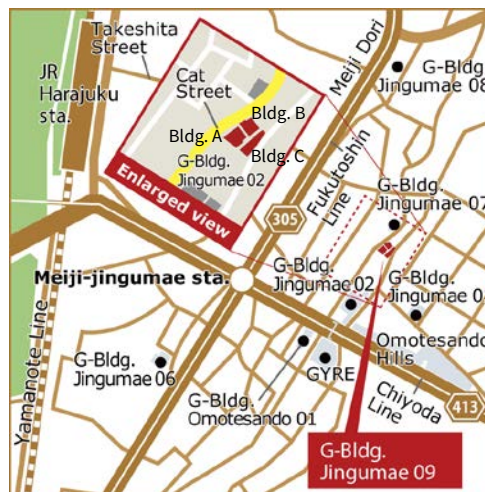 Takeshita
Street
JR
Harajuku
sta.
Cat
Street
Bldg. B
Bldg. A
Bldg. C
G-Bldg.
Jingumae 02
Enlarged view
Meiji Dori
G-Bldg.
Jingumae 08
305
Fukutoshin
Line
G-Bldg.
Jingumae 07
Meiji-jingumae sta.
G-Bldg.
Jingumae 02
G-Bldg.
Jingumae 0
Omotesando
Hills
Yamanote Line
G-Bldg.
Jingumae 06
GYRE
G-Bldg.
Omotesando 01
Chiyoda
Line
413
G-Bldg.
Jingumae 09